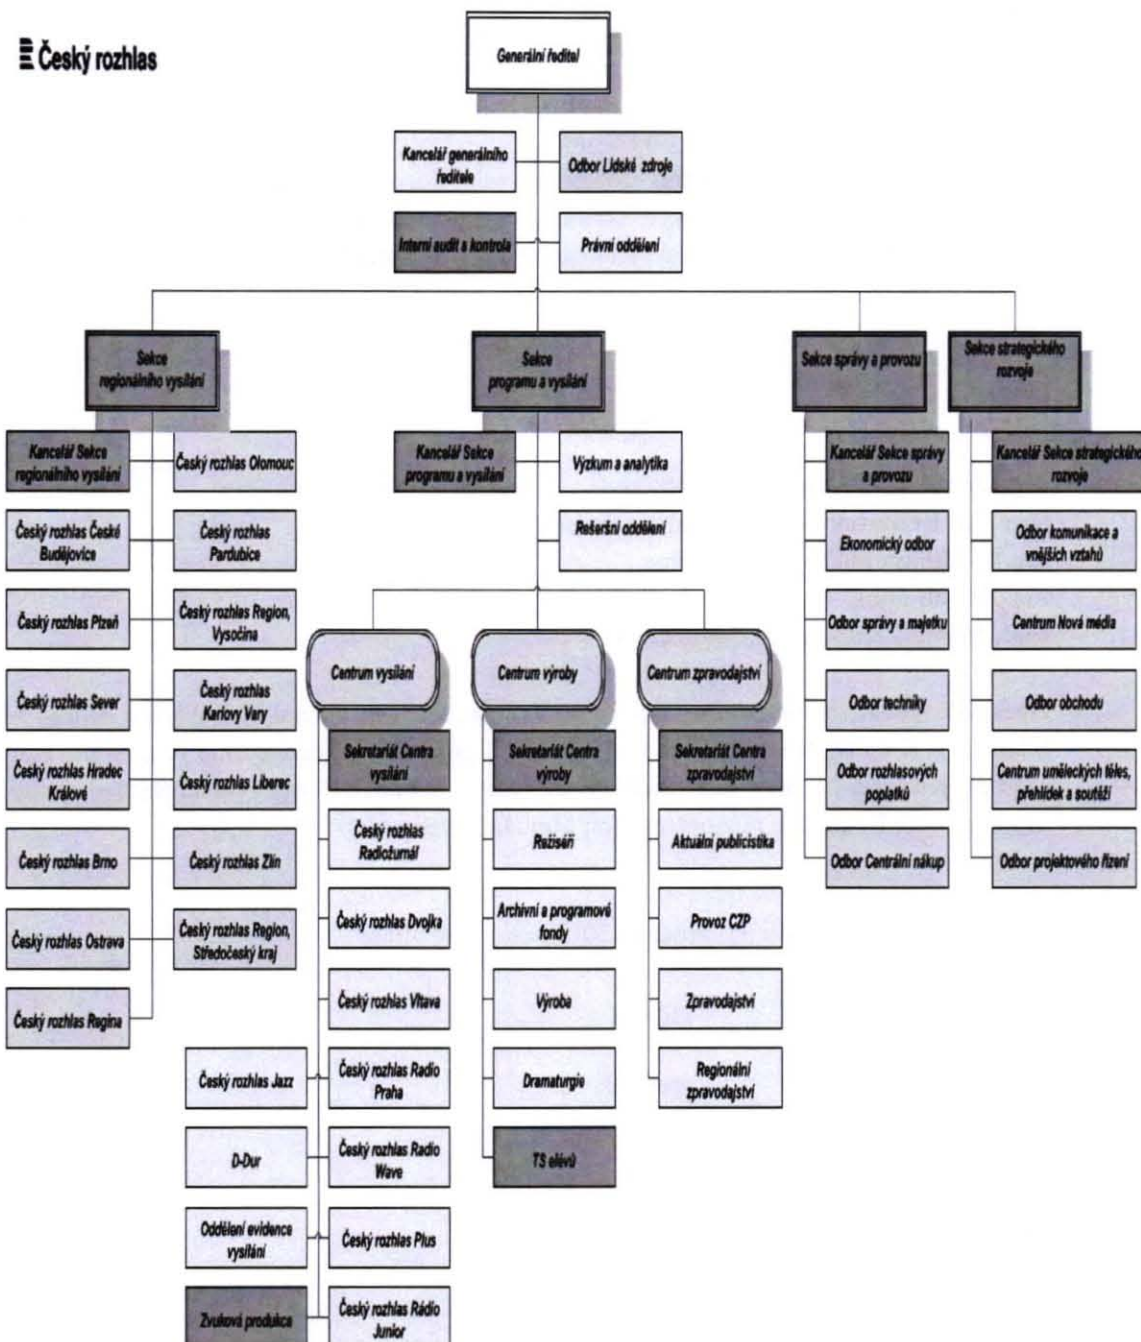 Český rozhlas
Generální ředitel
Kancelář generálního
ředitele
Odbor Lidské zdroje
Interní audit a kontrola
Právní oddělení
Sekce
regionálního vysílání
Sekce
programu a vysílání
Sekce správy a provozu
Sekce strategického
rozvoje
Kancelář Sekce
regionálního vysílání
Český rozhlas Olomouc
Český rozhlas České
Budějovice
Český rozhlas
Pardubice
Český rozhlas Plzeň
Český rozhlas Region,
Vysočina
Český rozhlas Sever
Český rozhlas
Karlovy Vary
Český rozhlas Hradec
Králové
Český rozhlas Liberec
Český rozhlas Brno
Český rozhlas Zlín
Český rozhlas Ostrava
Český rozhlas Region,
Středočeský kraj
Český rozhlas Regina
Kancelář Sekce
programu a vysílání
Výzkum a analytika
Rešeršní oddělení
Centrum vysílání
Centrum výroby
Centrum zpravodajství
Sekretariát Centra
vysílání
Český rozhlas
Radiožurnál
Český rozhlas Dvojka
Český rozhlas Vltava
Český rozhlas Jazz
Český rozhlas Radio
Praha
D-Dur
Český rozhlas Radio
Wave
Oddělení evidence
vysílání
Český rozhlas Plus
Zvuková produkce
Český rozhlas Rádio
Junior
Sekretariát Centra
výroby
Režiséři
Archivní a programové
fondy
Výroba
Dramaturgie
TS elévů
Sekretariát Centra
zpravodajství
Aktuální publicistika
Provoz CZP
Zpravodajství
Regionální
zpravodajství
Kancelář Sekce správy
a provozu
Ekonomický odbor
Odbor správy a majetku
Odbor techniky
Odbor rozhlasových
poplatků
Odbor Centrální nákup
Kancelář Sekce strategického
rozvoje
Odbor komunikace a
vnějších vztahů
Centrum Nová média
Odbor obchodu
Centrum uměleckých těles,
přehlídek a soutěží
Odbor projektového řízení